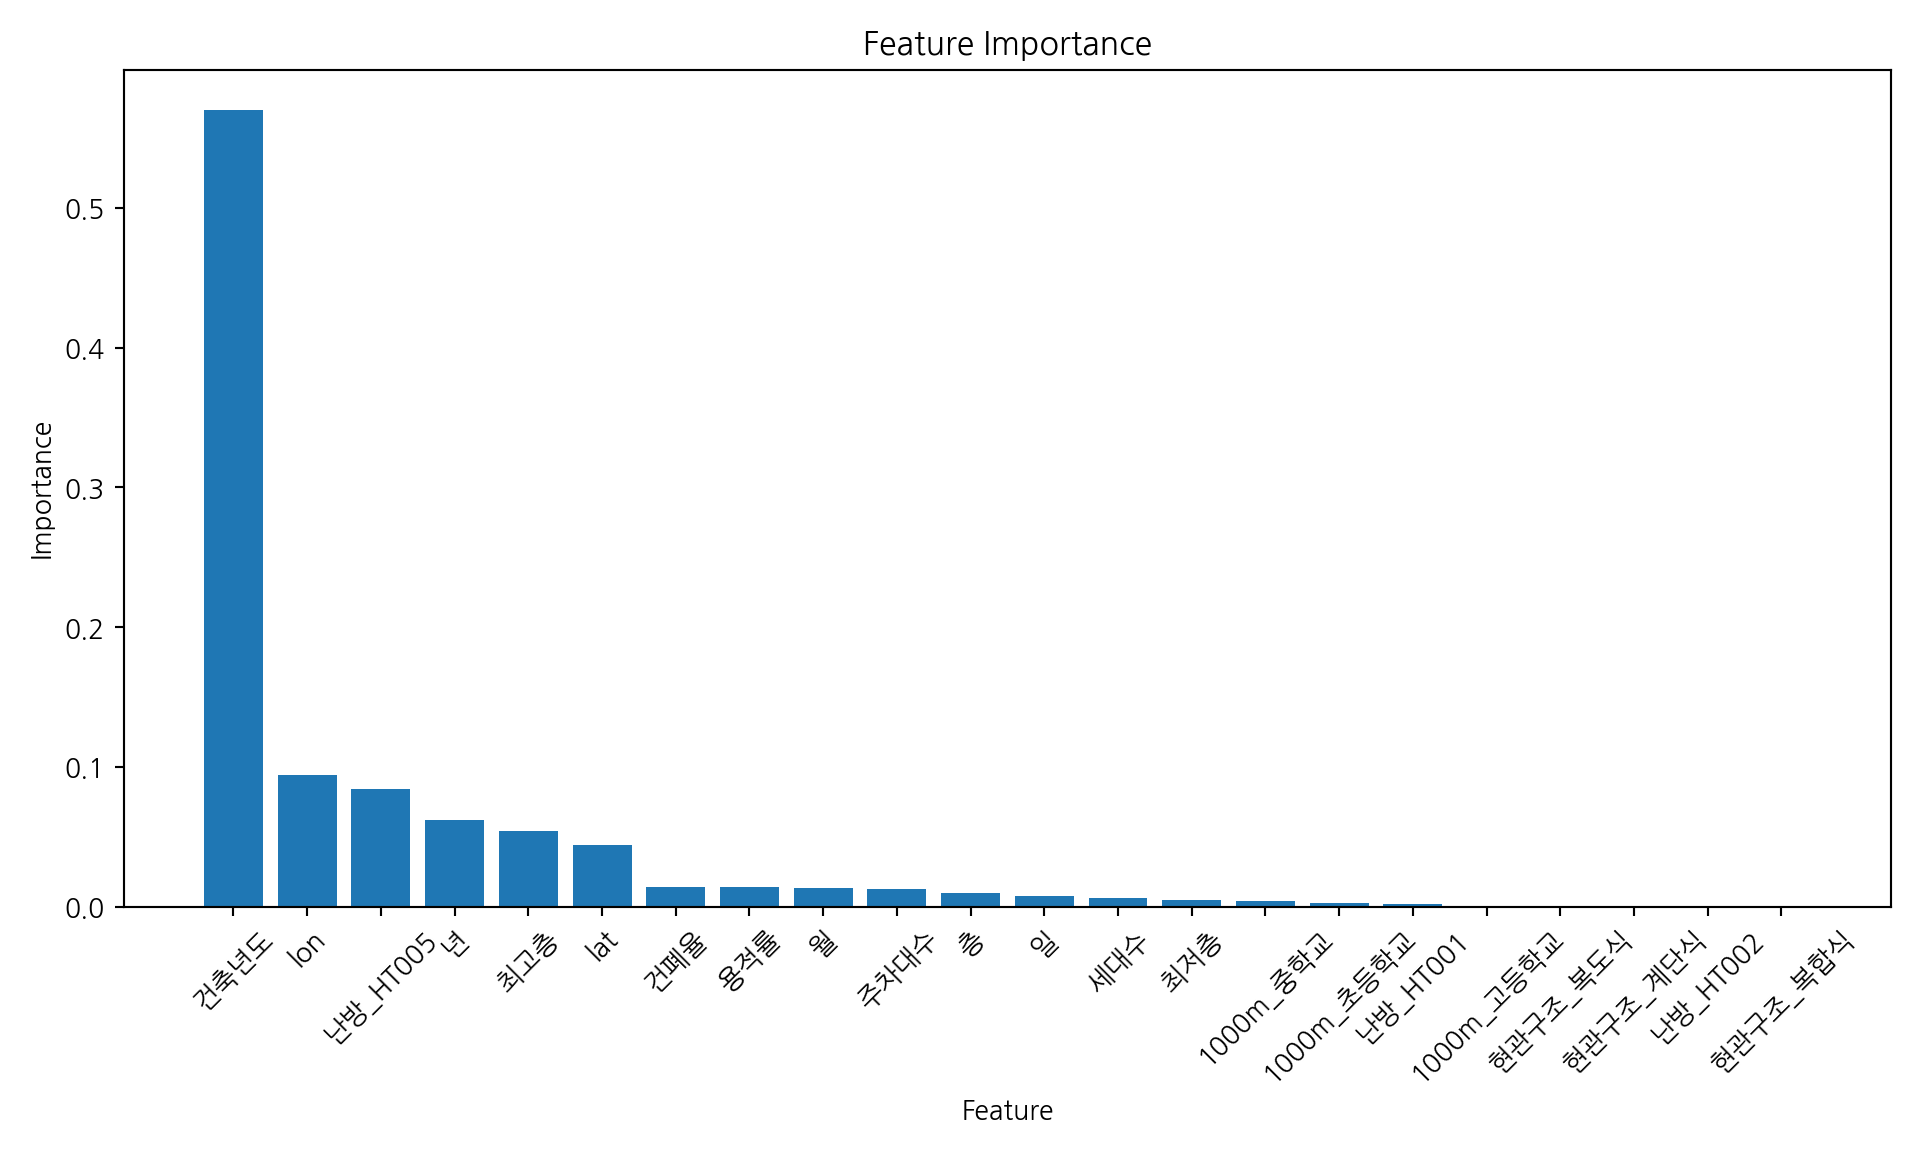 Feature Importance
Importance
0.5
0.4
0.3
0.2
0.1
0.0
건축년도
lon
난방_HT005
년
최고층
lat
건폐율
용적률
월
주차대수
층
일
세대수
최저층
1000m_중학교
1000m_초등학교
난방_HT001
1000m_고등학교
현관구조_복도식
현관구조_계단식
난방_HT002
현관구조_복합식
Feature